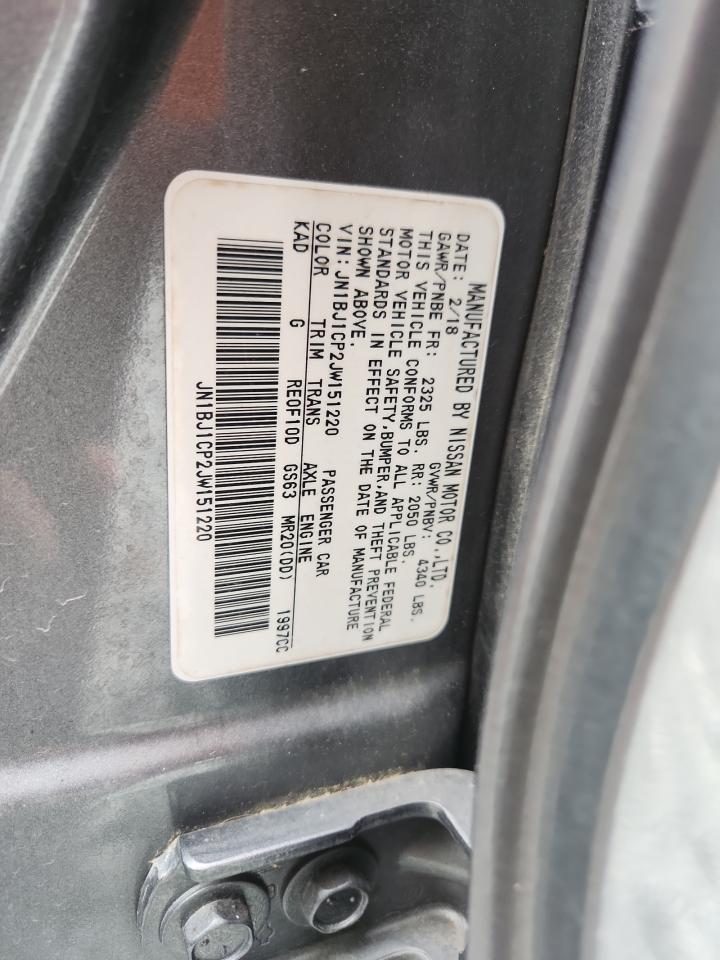 MANUFACTURED BY NISSAN MOTOR CO.,LTD.
DATE: 2/18 GVWR/PNBV: 4340 LBS.
GAWR/PNBE FR: 2325 LBS. RR: 2050 LBS.
THIS VEHICLE CONFORMS TO ALL APPLICABLE FEDERAL
MOTOR VEHICLE SAFETY,BUMPER,AND THEFT PREVENTION
STANDARDS IN EFFECT ON THE DATE OF MANUFACTURE
SHOWN ABOVE.
VIN:JN1BJ1CP2JW151220 PASSENGER CAR
COLOR TRIM TRANS AXLE ENGINE
KAD G RE0F10D GS63 MR20(DD) 1997CC
JN1BJ1CP2JW151220